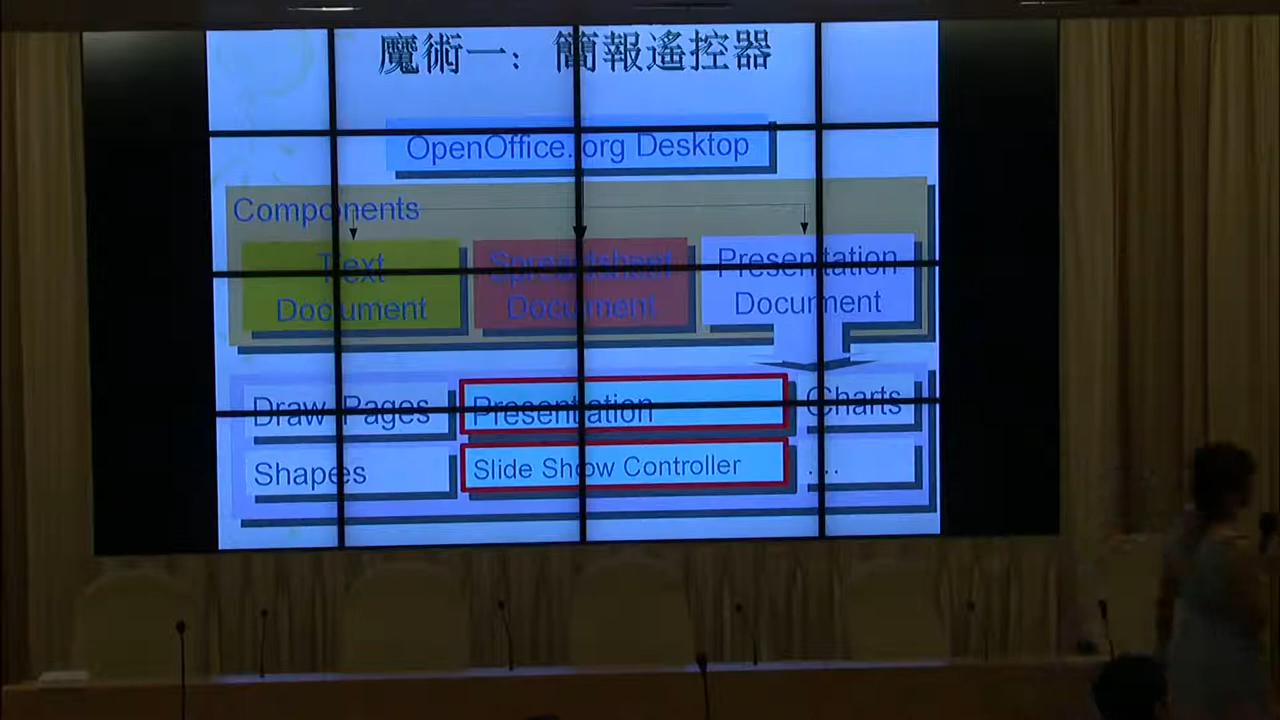 魔術一：簡報遙控器
OpenOffice.org Desktop
Components
Text
Document
Spreadsheet
Document
Presentation
Document
Draw Pages
Presentation
Charts
Shapes
Slide Show Controller
...